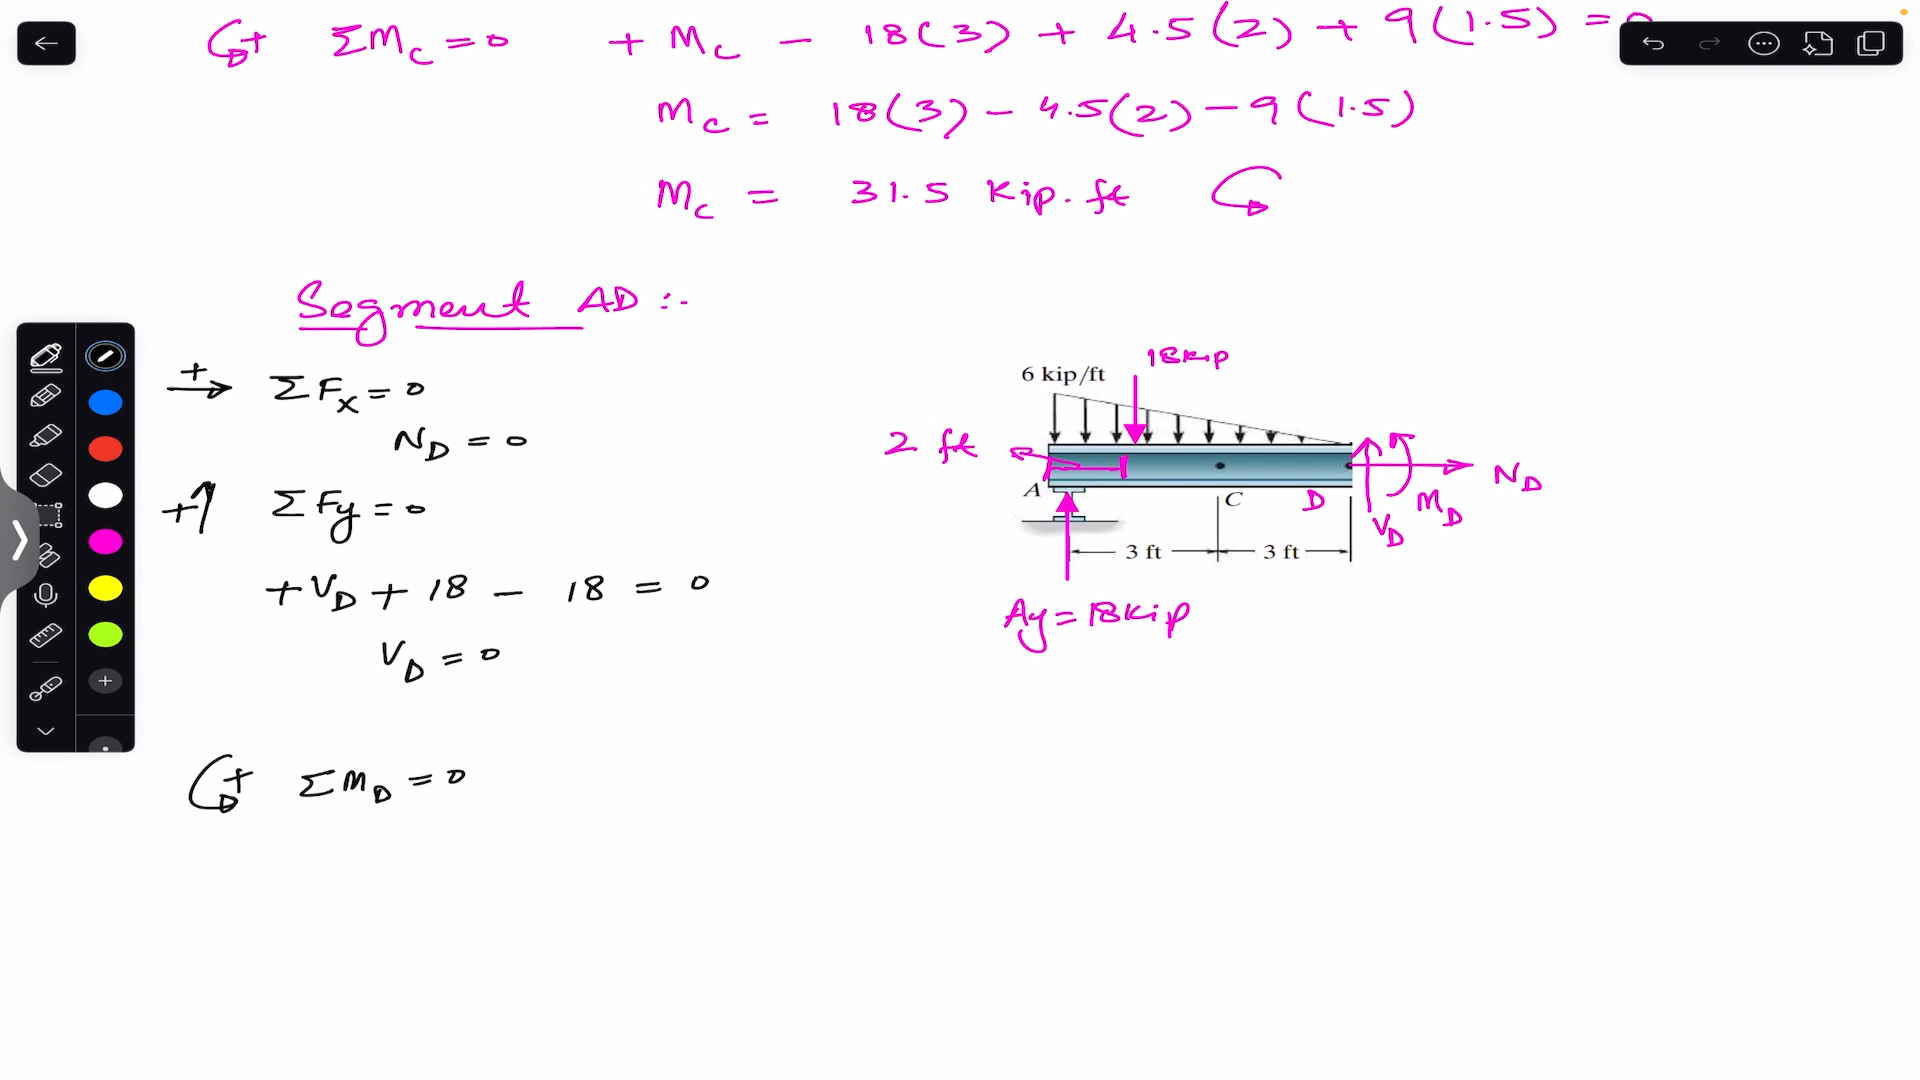 + ΣMC = 0 + MC - 18(3) + 4.5(2) + 9(1.5) = 0
MC = 18(3) - 4.5(2) - 9(1.5)
MC = 31.5 Kip.ft
Segment AD :-
+ ΣFx = 0
ND = 0
+ ΣFy = 0
+VD + 18 - 18 = 0
VD = 0
+ ΣMD = 0
18kip
6 kip/ft
2 ft
A
C
D
VD
MD
ND
3 ft
3 ft
Ay = 18kip